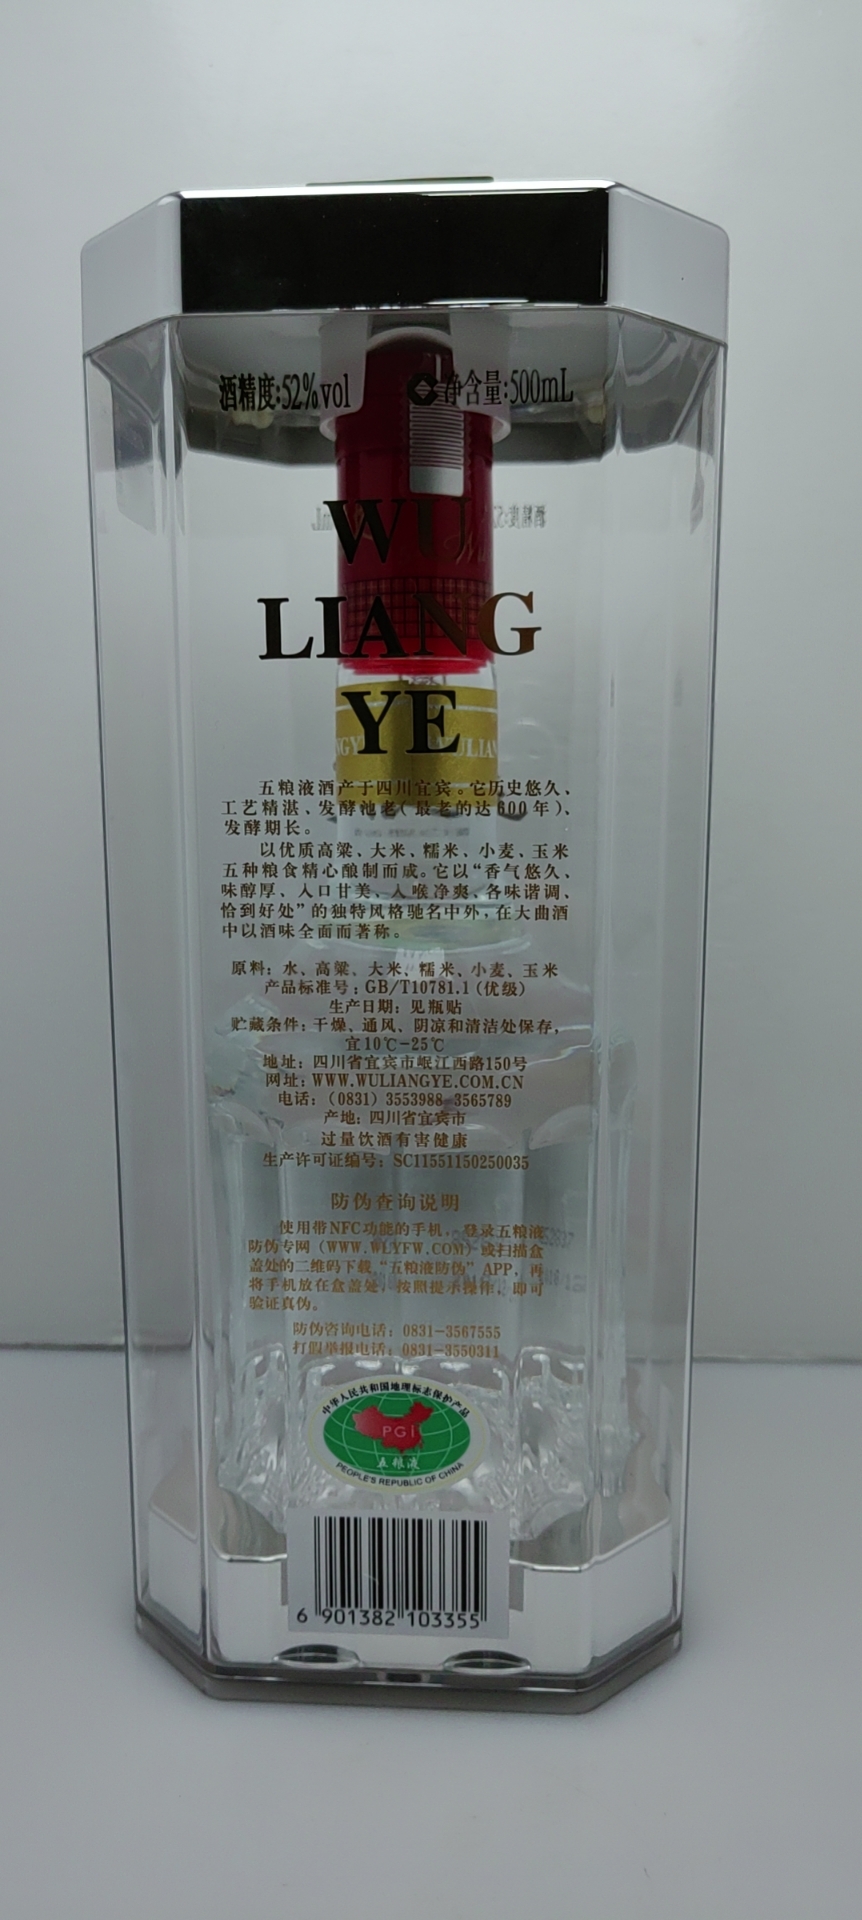 酒精度:52%vol 净含量:500mL
WU
LIANG
YE
五粮液酒产于四川宜宾。它历史悠久、
工艺精湛、发酵池老(最老的达600年)、
发酵期长。
以优质高粱、大米、糯米、小麦、玉米
五种粮食精心酿制而成。它以“香气悠久、
味醇厚、入口甘美、入喉净爽、各味谐调、
恰到好处”的独特风格驰名中外,在大曲酒
中以酒味全面而著称。
原料: 水、高粱、大米、糯米、小麦、玉米
产品标准号: GB/T10781.1(优级)
生产日期: 见瓶贴
贮藏条件: 干燥、通风、阴凉和清洁处保存,
宜10℃-25℃
地址: 四川省宜宾市岷江西路150号
网址: WWW.WULIANGYE.COM.CN
电话: (0831) 3553988 3565789
产地: 四川省宜宾市
过量饮酒有害健康
生产许可证编号: SC11551150250035
防伪查询说明
使用带NFC功能的手机, 登录五粮液
防伪专网 (WWW.WLYFW.COM) 或扫描盒
盖处的二维码下载“五粮液防伪” APP, 再
将手机放在盒盖处, 按照提示操作, 即可
验证真伪。
防伪咨询电话: 0831-3567555
打假举报电话: 0831-3550311
中华人民共和国地理标志保护产品
PGi
五粮液
PEOPLE'S REPUBLIC OF CHINA
6 901382 103355